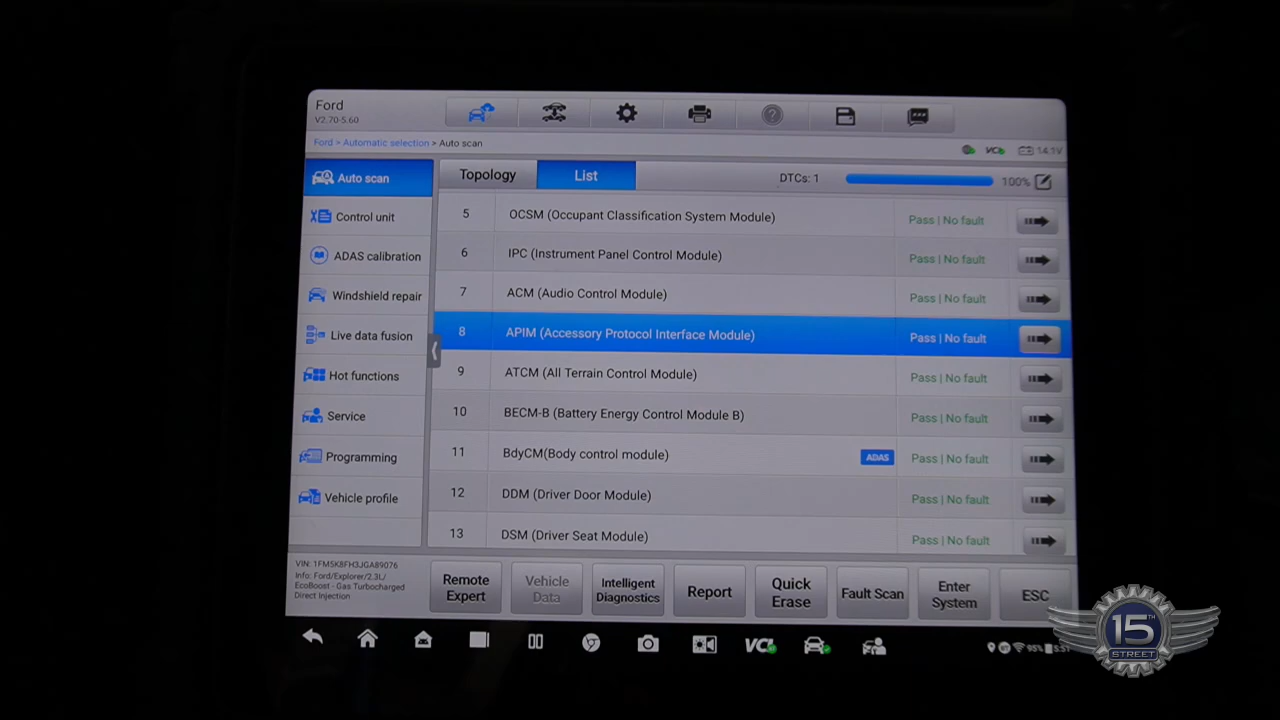 Ford
V2.70-5.60
Ford > Automatic selection > Auto scan
VCI
14.1V
Auto scan
Topology
List
DTCs: 1
100%
Control unit
ADAS calibration
Windshield repair
Live data fusion
Hot functions
Service
Programming
Vehicle profile
5 OCSM (Occupant Classification System Module) Pass | No fault
6 IPC (Instrument Panel Control Module) Pass | No fault
7 ACM (Audio Control Module) Pass | No fault
8 APIM (Accessory Protocol Interface Module) Pass | No fault
9 ATCM (All Terrain Control Module) Pass | No fault
10 BECM-B (Battery Energy Control Module B) Pass | No fault
11 BdyCM(Body control module) ADAS Pass | No fault
12 DDM (Driver Door Module) Pass | No fault
13 DSM (Driver Seat Module) Pass | No fault
VIN: 1FM5K8FH3JGA89076
Info: Ford/Explorer/2.3L/
EcoBoost - Gas Turbocharged
Direct Injection
Remote
Expert
Vehicle
Data
Intelligent
Diagnostics
Report
Quick
Erase
Fault Scan
Enter
System
ESC
VCI
95%
5:51
15TH
STREET